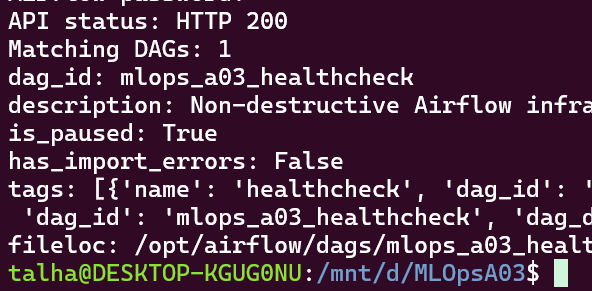 API status: HTTP 200
Matching DAGs: 1
dag_id: mlops_a03_healthcheck
description: Non-destructive Airflow infra
is_paused: True
has_import_errors: False
tags: [{'name': 'healthcheck', 'dag_id': '
'dag_id': 'mlops_a03_healthcheck', 'dag_d
fileloc: /opt/airflow/dags/mlops_a03_healt
talha@DESKTOP-KGUG0NU:/mnt/d/MLOpsA03$